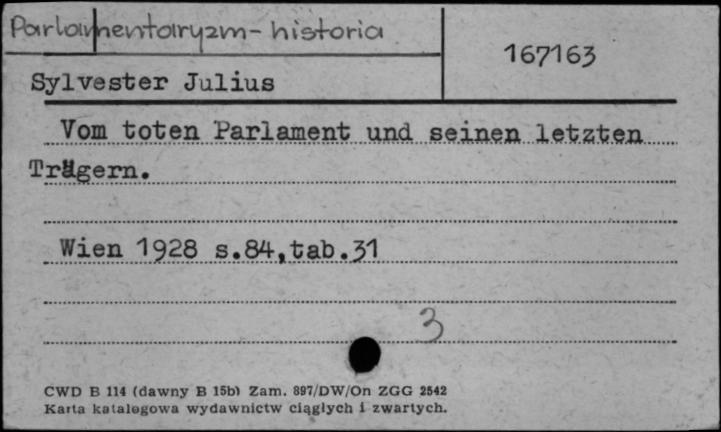 Parlamentaryzm - historia
167163
Sylvester Julius
Vom toten Parlament und seinen letzten
Trägern.
Wien 1928 s.84,tab.31
3
CWD B 114 (dawny B 15b) Zam. 897/DW/On ZGG 2542
Karta katalogowa wydawnictw ciągłych i zwartych.